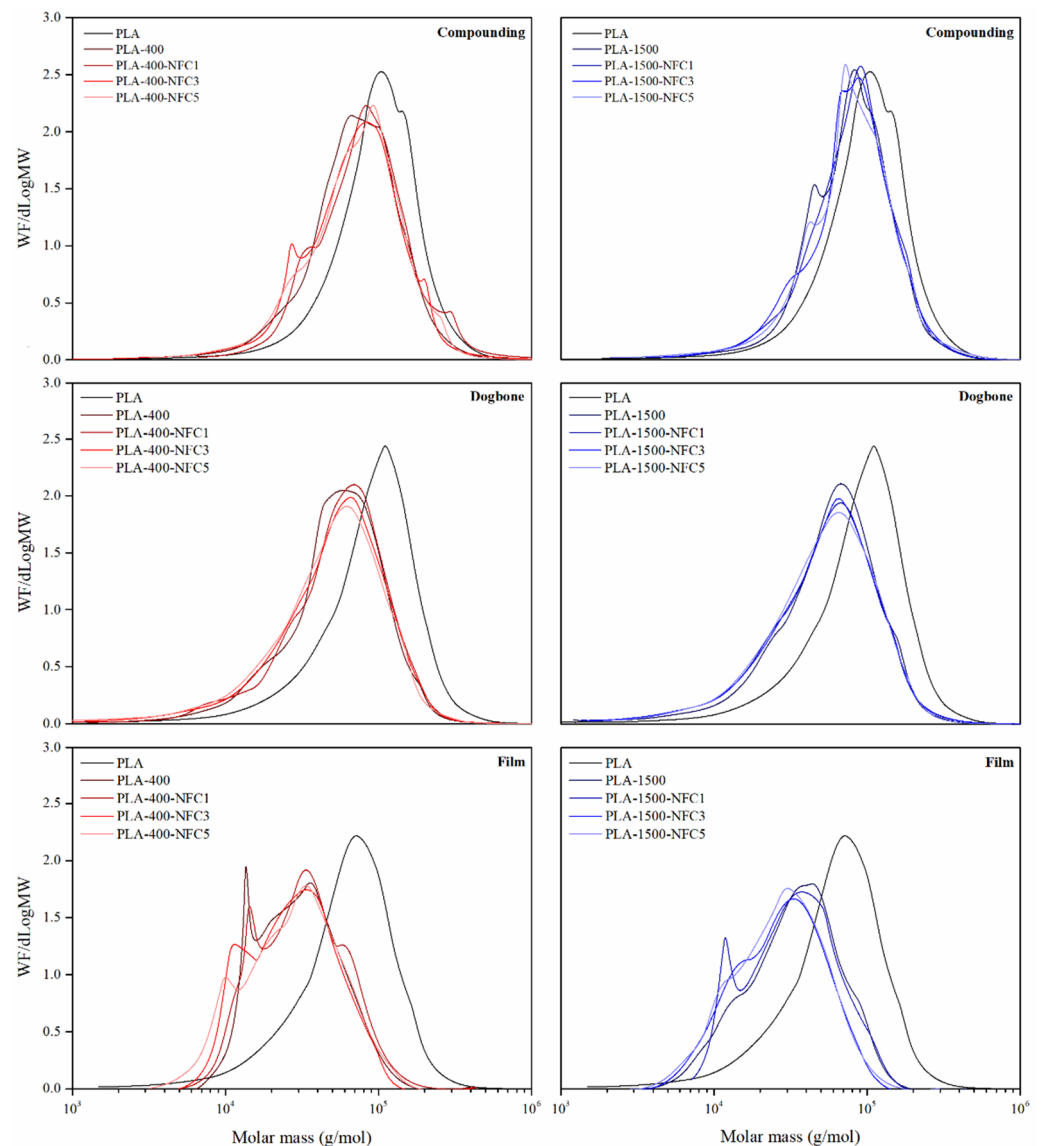 3.0
2.5
2.0
1.5
1.0
0.5
0.0
WF/dLogMW
PLA
PLA-400
PLA-400-NFC1
PLA-400-NFC3
PLA-400-NFC5
Compounding
PLA
PLA-1500
PLA-1500-NFC1
PLA-1500-NFC3
PLA-1500-NFC5
Compounding
3.0
2.5
2.0
1.5
1.0
0.5
0.0
WF/dLogMW
PLA
PLA-400
PLA-400-NFC1
PLA-400-NFC3
PLA-400-NFC5
Dogbone
PLA
PLA-1500
PLA-1500-NFC1
PLA-1500-NFC3
PLA-1500-NFC5
Dogbone
3.0
2.5
2.0
1.5
1.0
0.5
0.0
WF/dLogMW
PLA
PLA-400
PLA-400-NFC1
PLA-400-NFC3
PLA-400-NFC5
Film
10³ 10⁴ 10⁵ 10⁶
Molar mass (g/mol)
PLA
PLA-1500
PLA-1500-NFC1
PLA-1500-NFC3
PLA-1500-NFC5
Film
10³ 10⁴ 10⁵ 10⁶
Molar mass (g/mol)